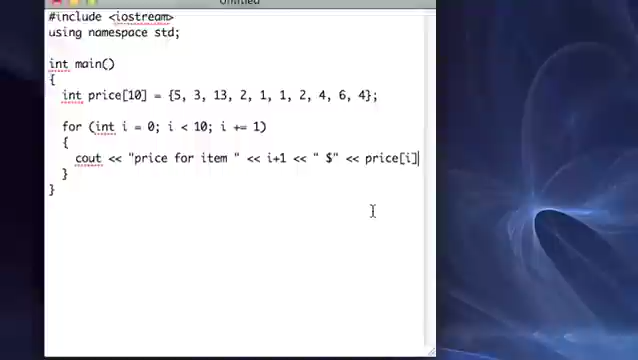 Untitled
#include <iostream>
using namespace std;
int main()
{
int price[10] = {5, 3, 13, 2, 1, 1, 2, 4, 6, 4};
for (int i = 0; i < 10; i += 1)
{
cout << "price for item " << i+1 << " $" << price[i]
}
}